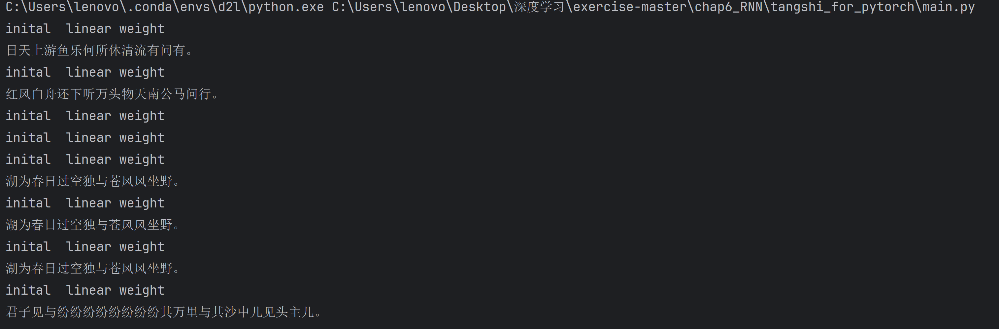 C:\Users\lenovo\.conda\envs\d2l\python.exe C:\Users\lenovo\Desktop\深度学习\exercise-master\chap6_RNN\tangshi_for_pytorch\main.py
inital  linear weight
日天上游鱼乐何所休清流有问有。
inital  linear weight
红风白舟还下听万头物天南公马问行。
inital  linear weight
inital  linear weight
inital  linear weight
湖为春日过空独与苍风风坐野。
inital  linear weight
湖为春日过空独与苍风风坐野。
inital  linear weight
湖为春日过空独与苍风风坐野。
inital  linear weight
君子见与纷纷纷纷纷纷纷纷其万里与其沙中儿见头主儿。